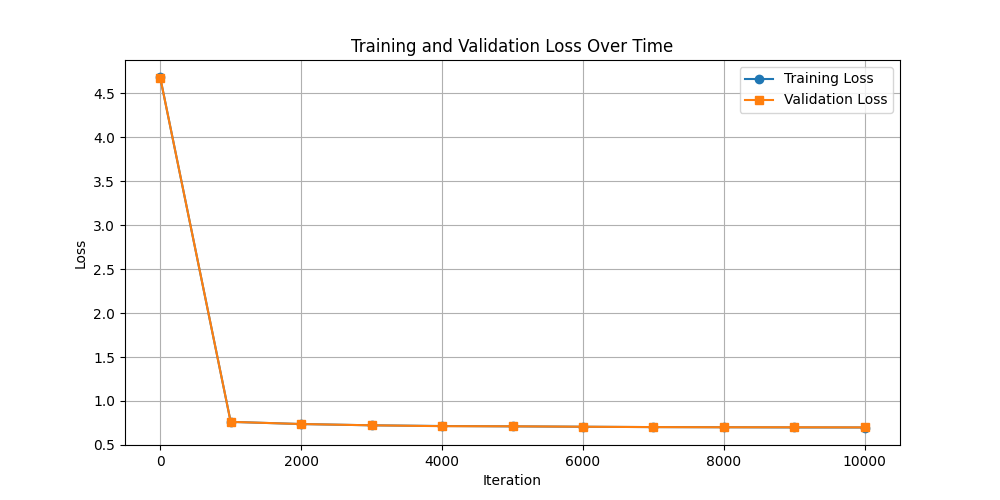 Training and Validation Loss Over Time
Training Loss
Validation Loss
4.5
4.0
3.5
3.0
2.5
2.0
1.5
1.0
0.5
Loss
0 2000 4000 6000 8000 10000
Iteration